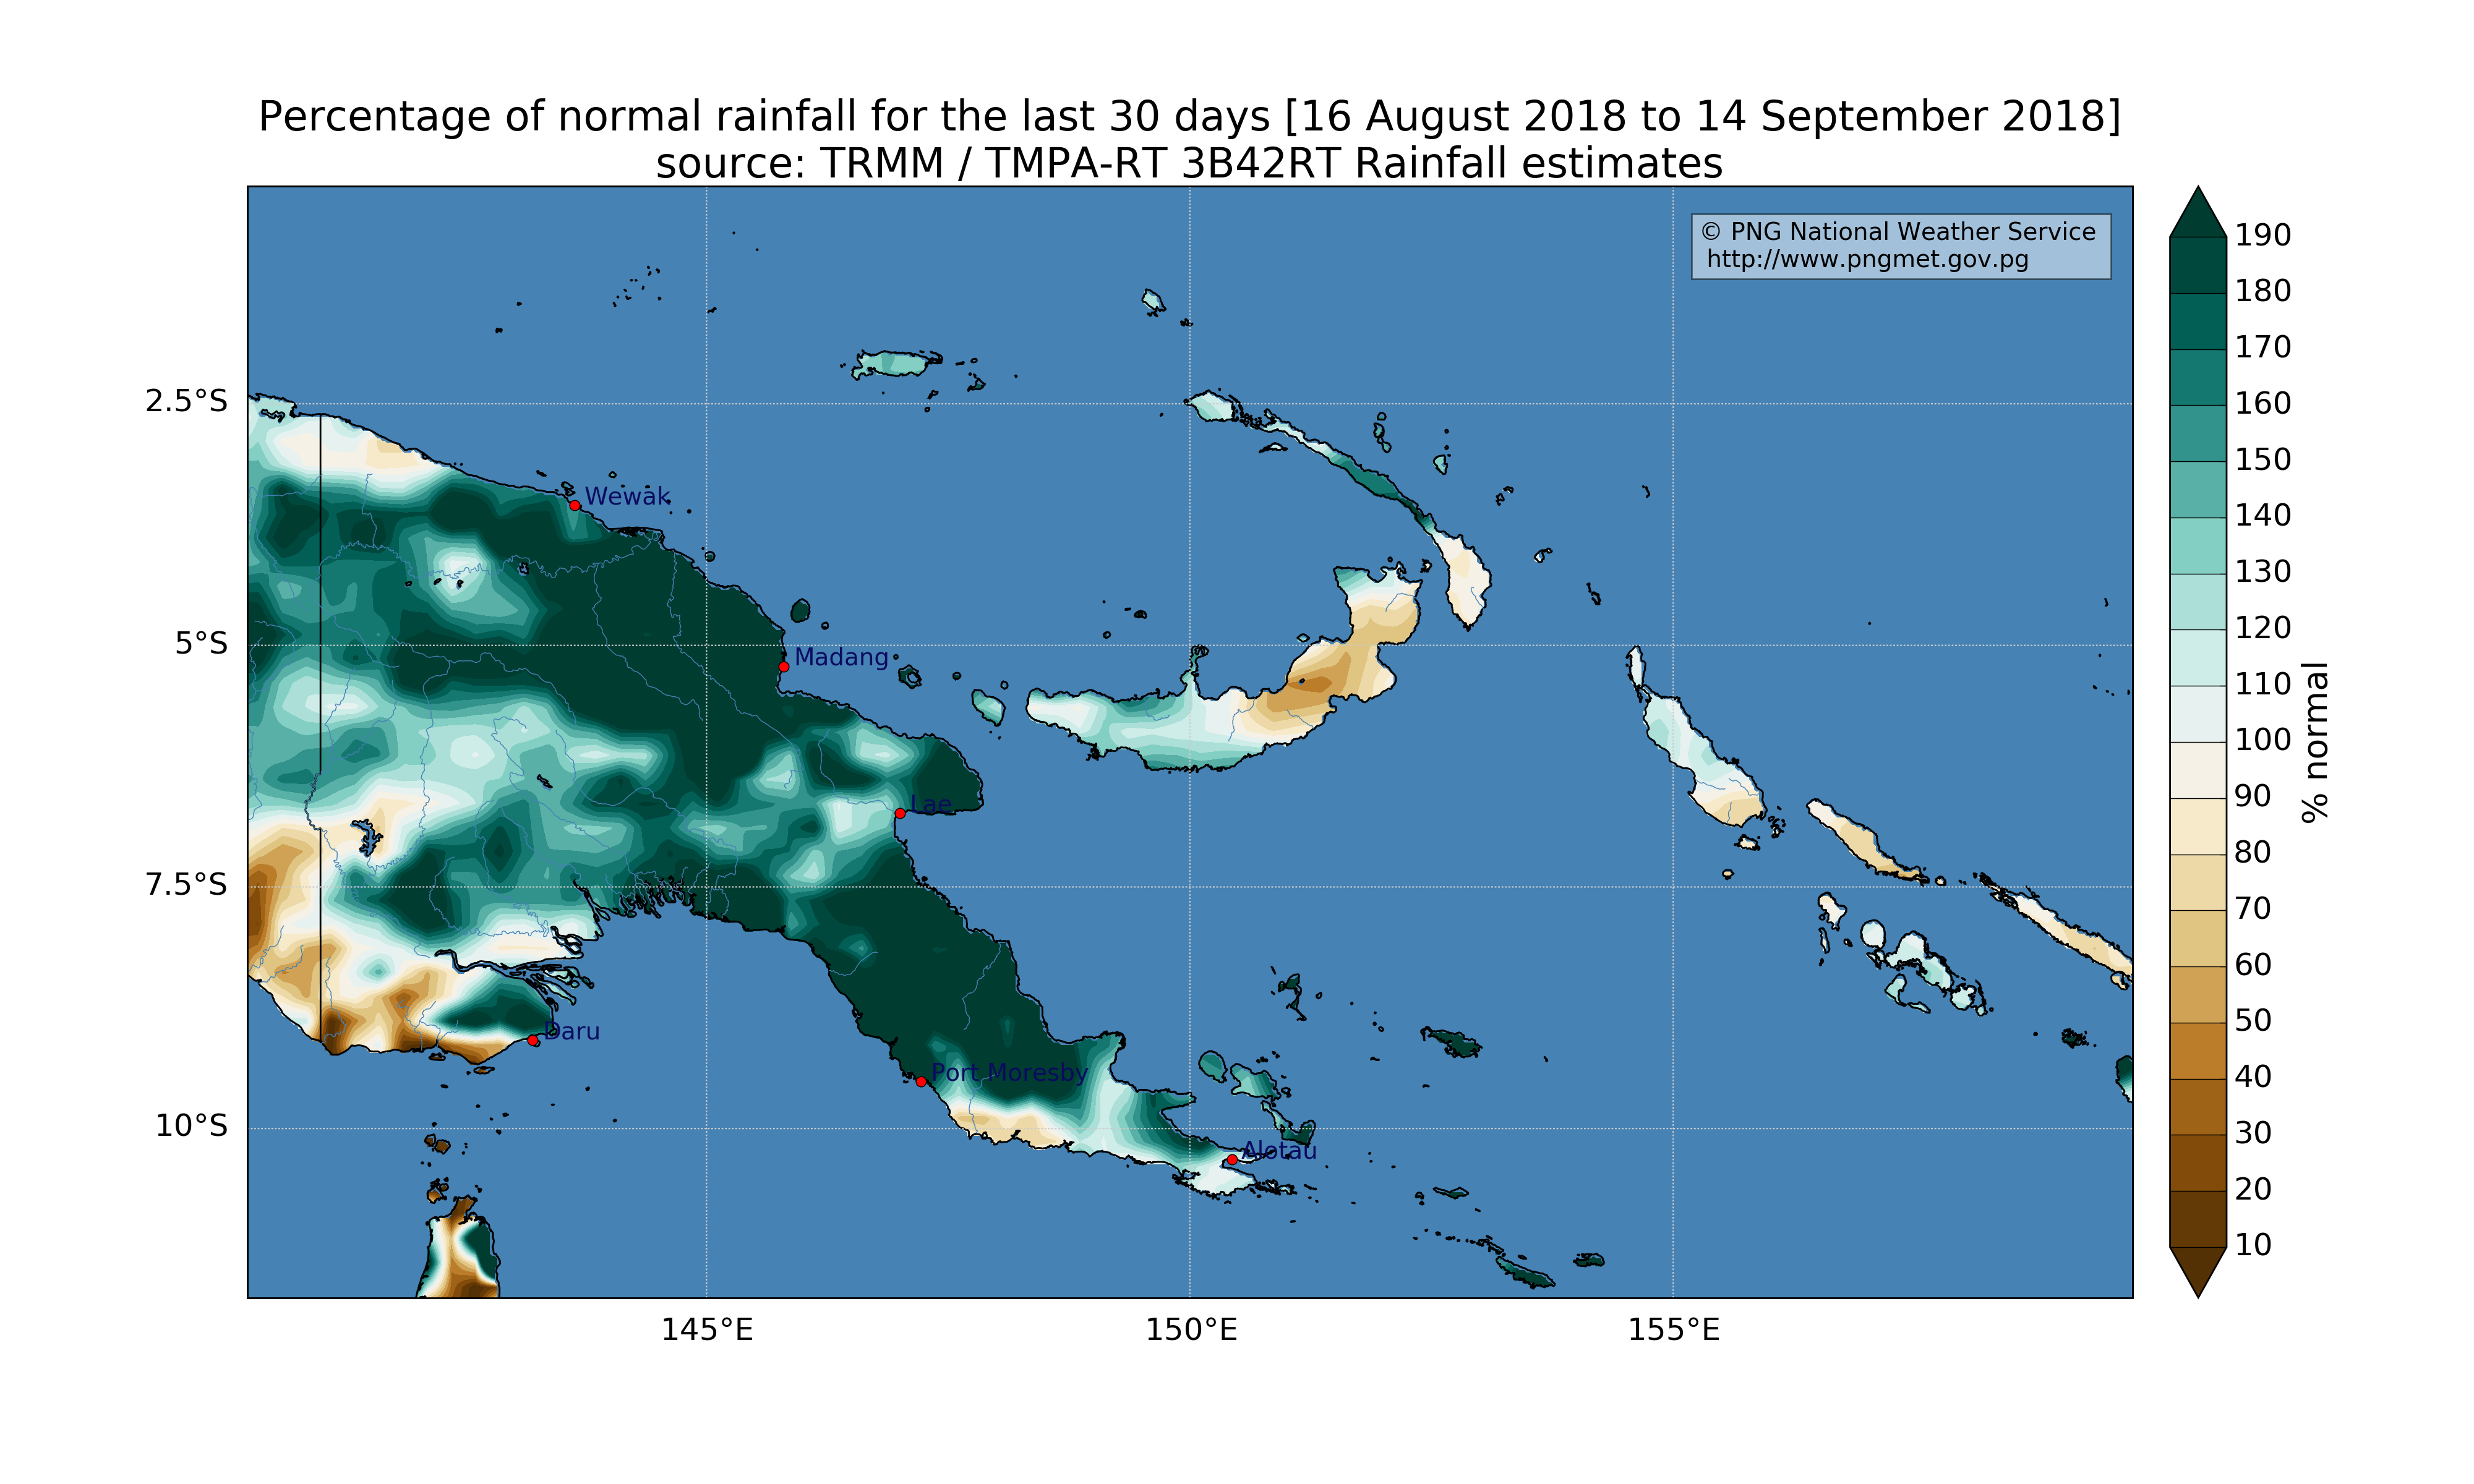 Percentage of normal rainfall for the last 30 days [16 August 2018 to 14 September 2018]
source: TRMM / TMPA-RT 3B42RT Rainfall estimates
© PNG National Weather Service
http://www.pngmet.gov.pg
2.5°S
5°S
7.5°S
10°S
Wewak
Madang
Lae
Daru
Port Moresby
Alotau
145°E
150°E
155°E
190
180
170
160
150
140
130
120
110
100
90
80
70
60
50
40
30
20
10
% normal